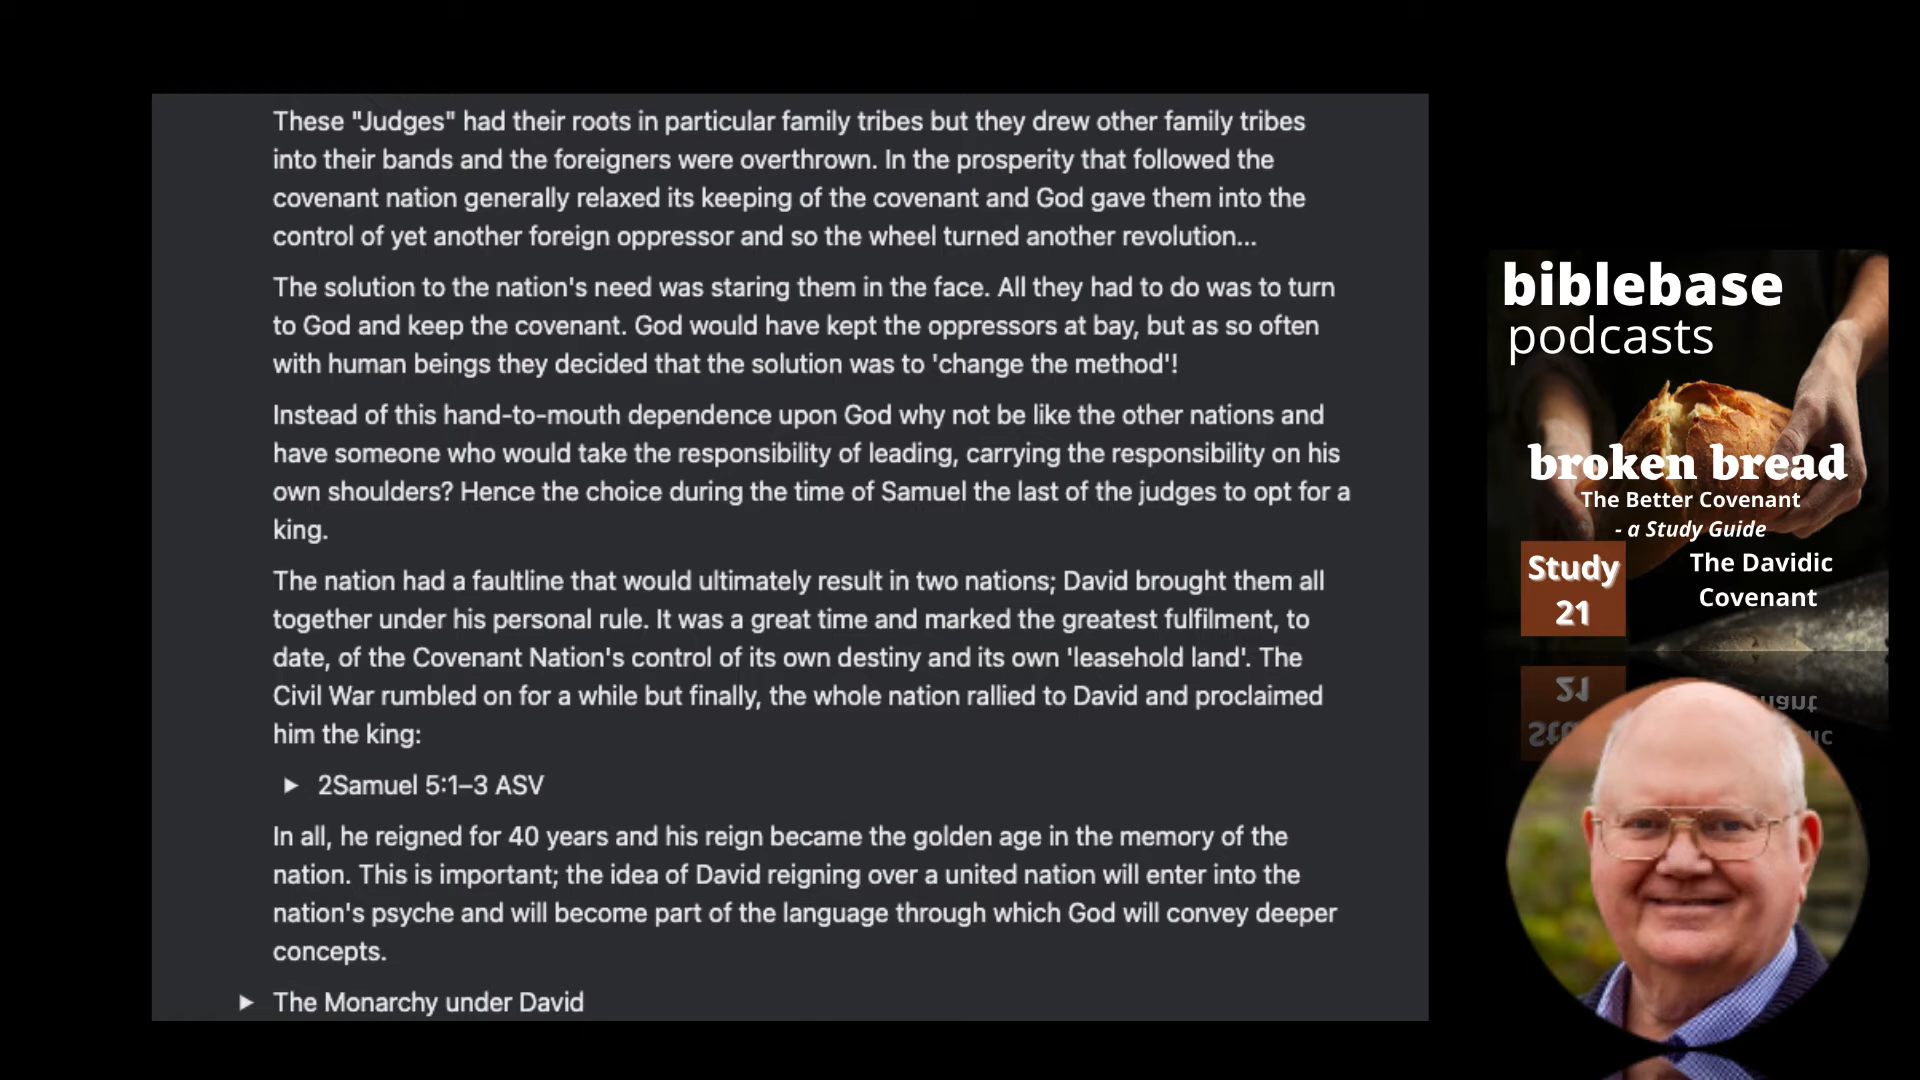 These "Judges" had their roots in particular family tribes but they drew other family tribes
into their bands and the foreigners were overthrown. In the prosperity that followed the
covenant nation generally relaxed its keeping of the covenant and God gave them into the
control of yet another foreign oppressor and so the wheel turned another revolution...
The solution to the nation's need was staring them in the face. All they had to do was to turn
to God and keep the covenant. God would have kept the oppressors at bay, but as so often
with human beings they decided that the solution was to 'change the method'!
Instead of this hand-to-mouth dependence upon God why not be like the other nations and
have someone who would take the responsibility of leading, carrying the responsibility on his
own shoulders? Hence the choice during the time of Samuel the last of the judges to opt for a
king.
The nation had a faultline that would ultimately result in two nations; David brought them all
together under his personal rule. It was a great time and marked the greatest fulfilment, to
date, of the Covenant Nation's control of its own destiny and its own 'leasehold land'. The
Civil War rumbled on for a while but finally, the whole nation rallied to David and proclaimed
him the king:
2Samuel 5:1–3 ASV
In all, he reigned for 40 years and his reign became the golden age in the memory of the
nation. This is important; the idea of David reigning over a united nation will enter into the
nation's psyche and will become part of the language through which God will convey deeper
concepts.
The Monarchy under David
biblebase
podcasts
broken bread
The Better Covenant
- a Study Guide
Study
21
The Davidic
Covenant